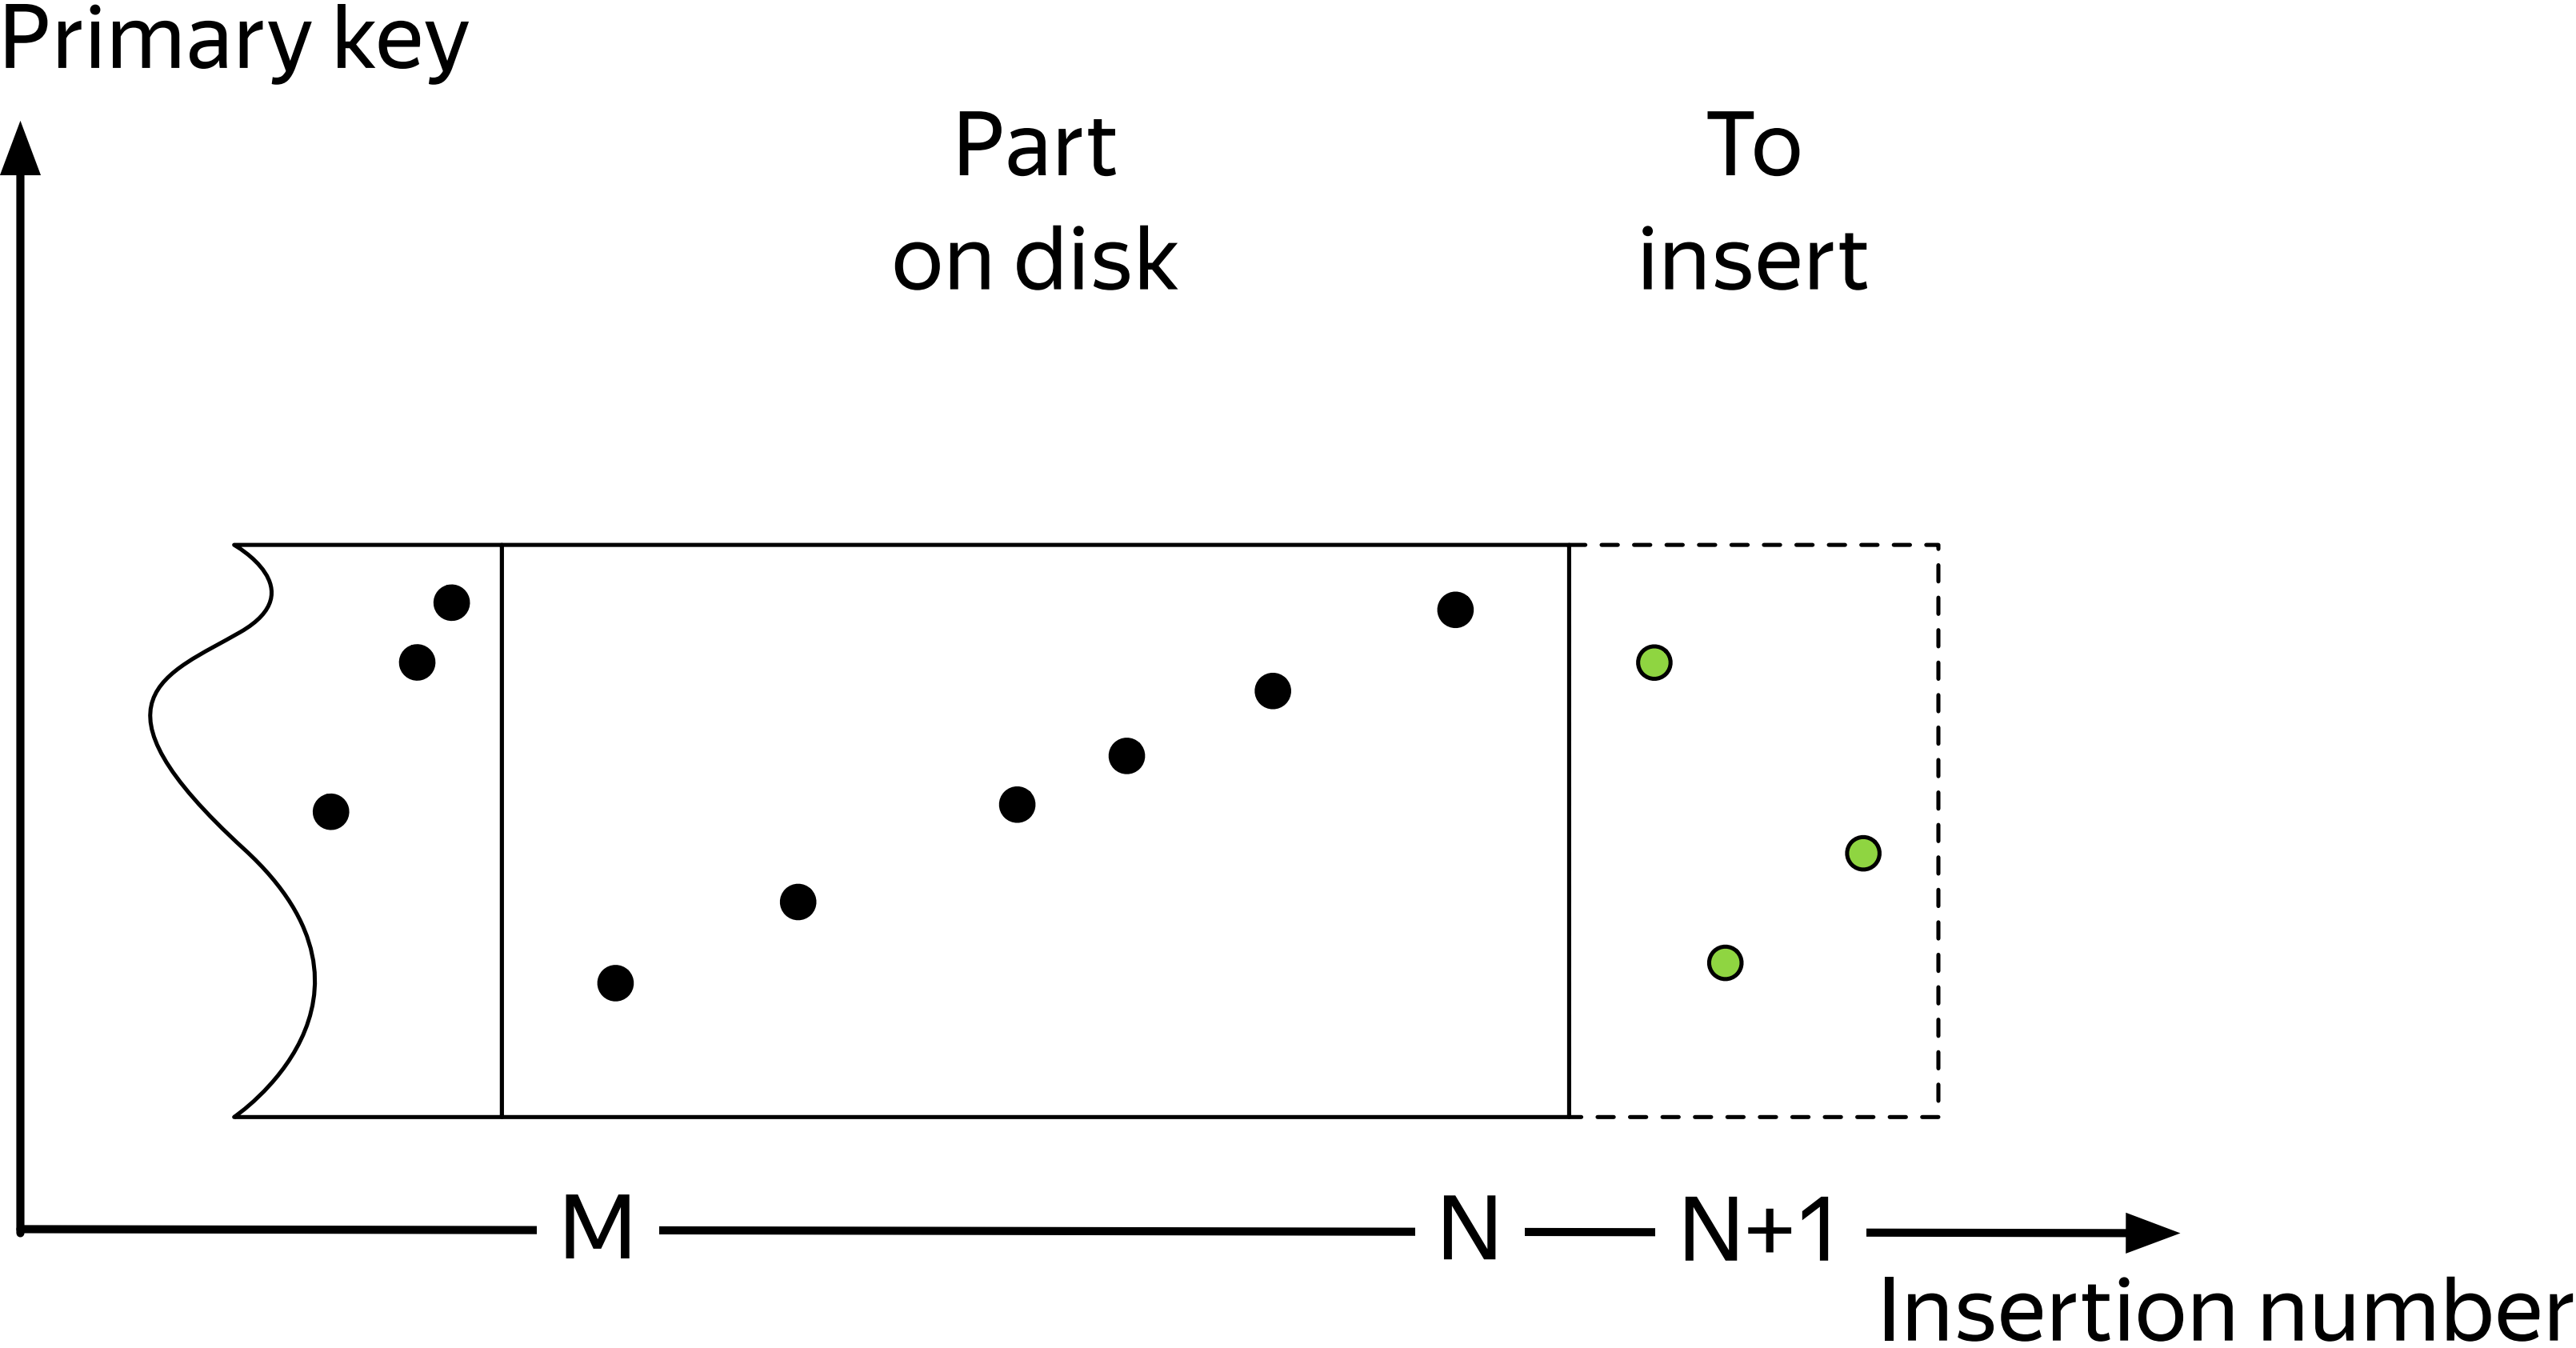 Primary key
Part
on disk
To
insert
M
N
N+1
Insertion number